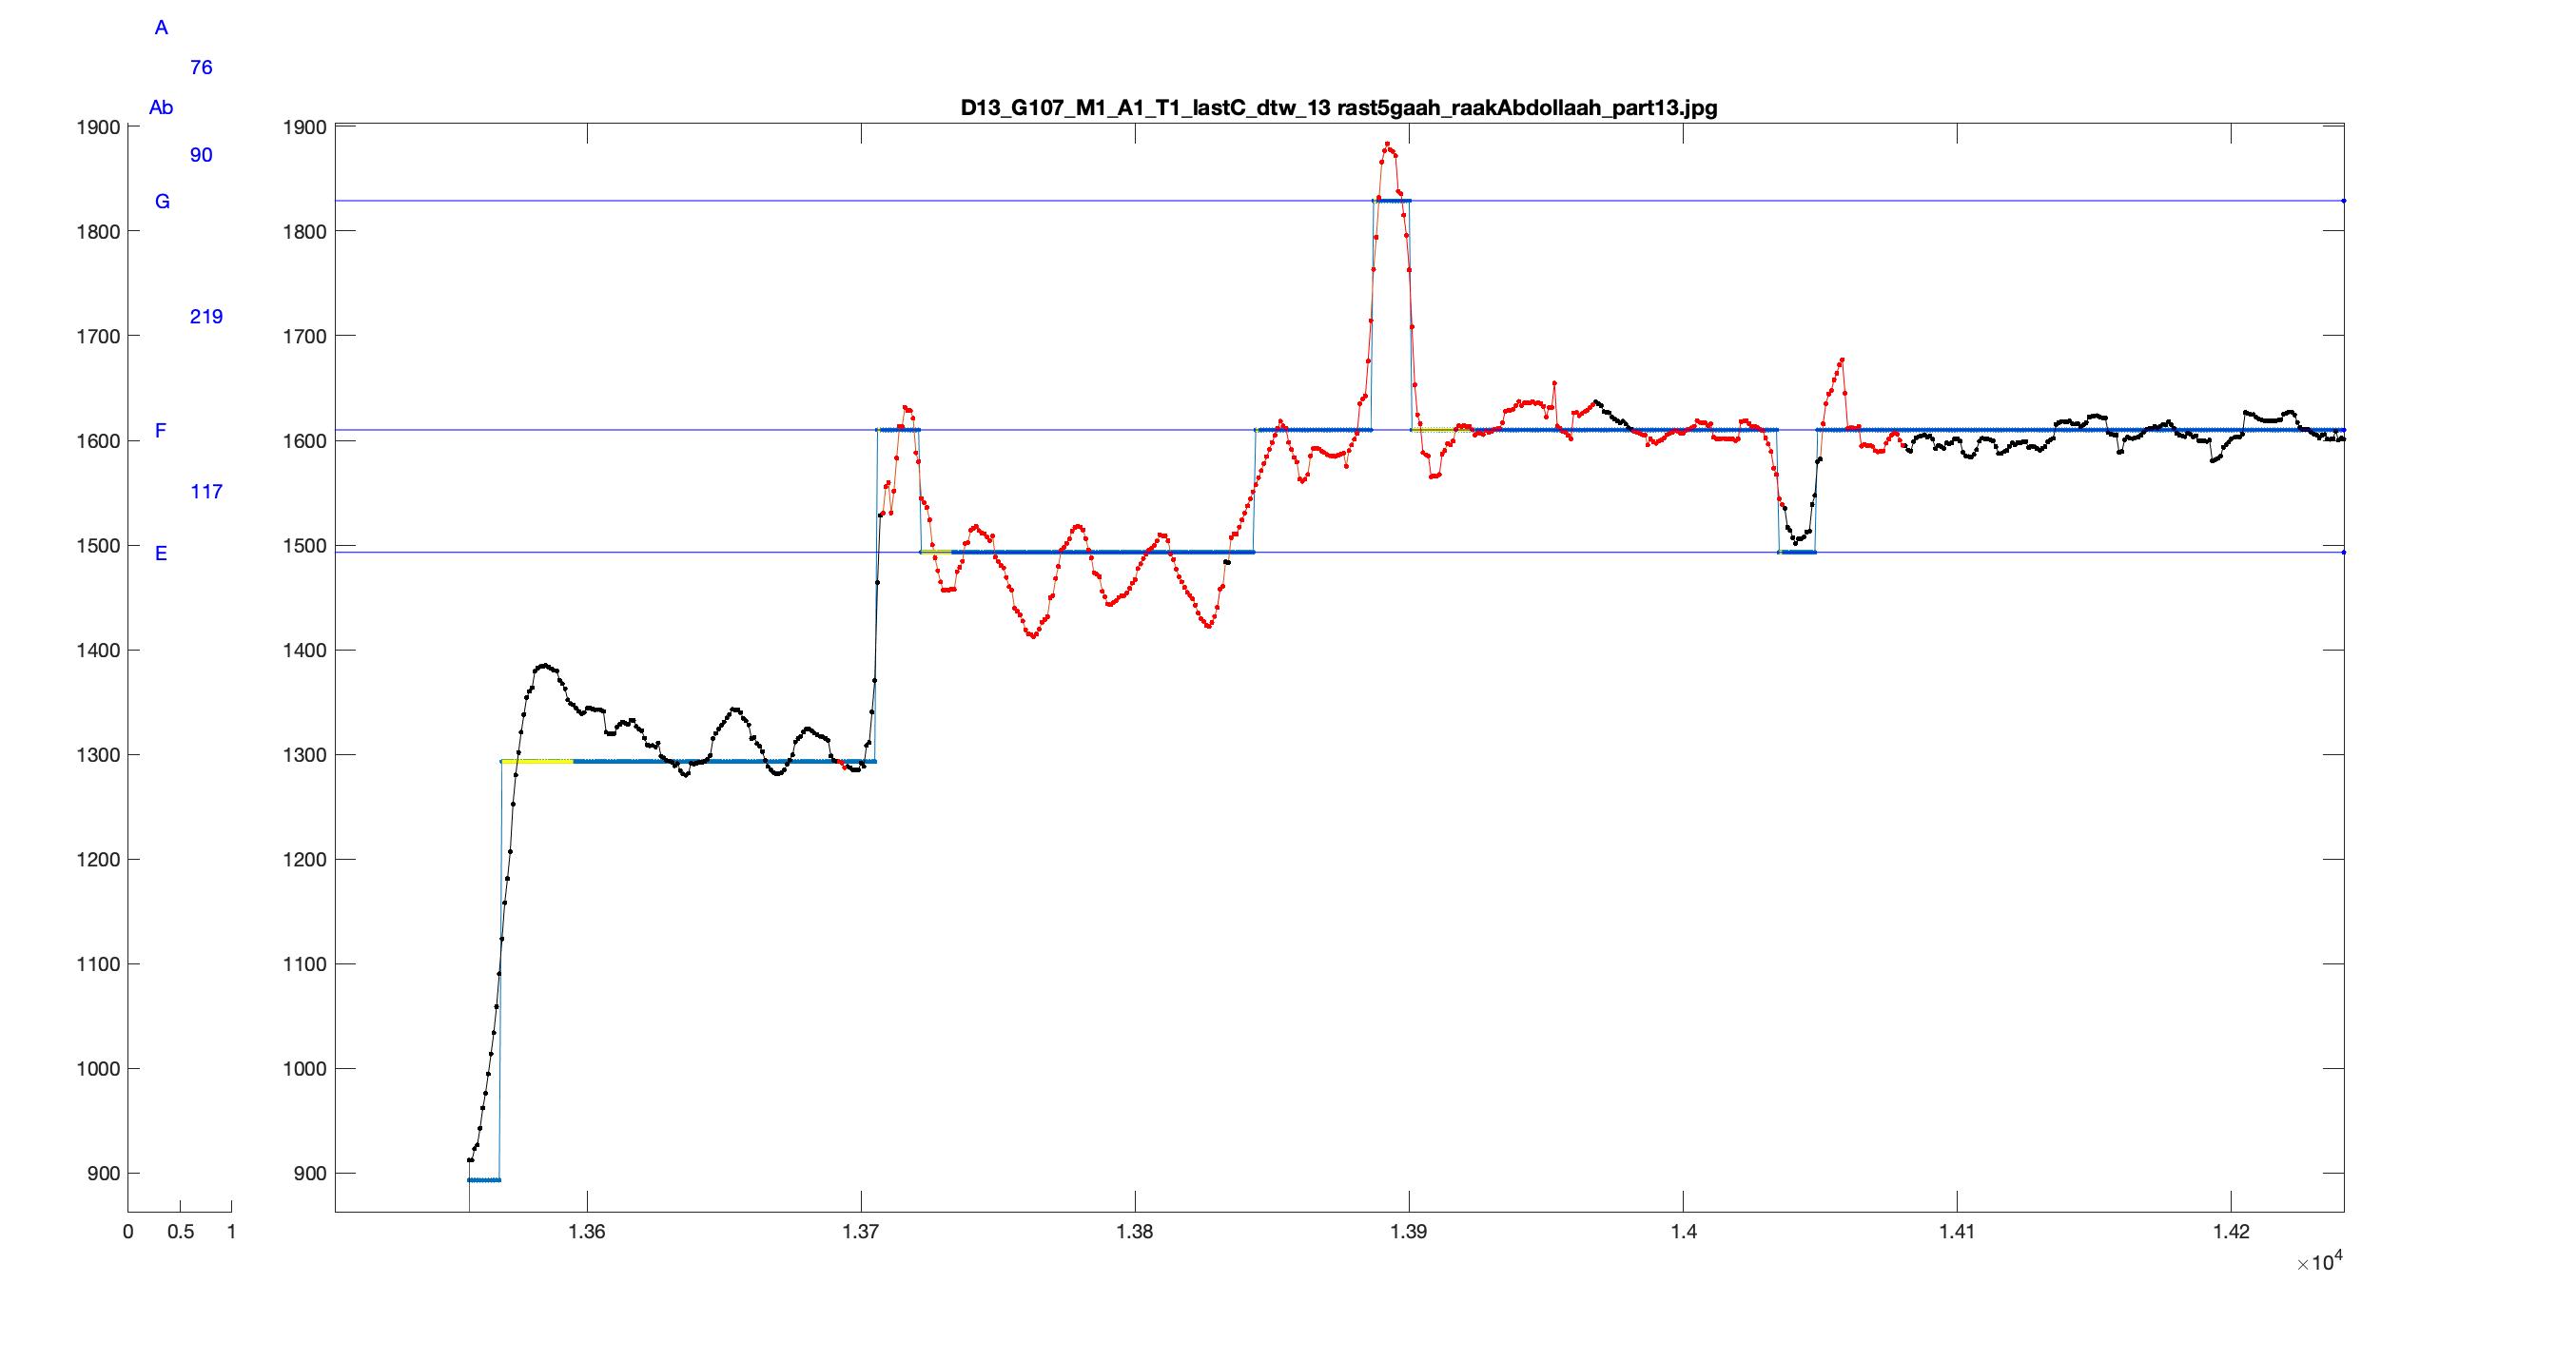 A
76
Ab
D13_G107_M1_A1_T1_lastC_dtw_13 rast5gaah_raakAbdollaah_part13.jpg
1900 1900
90
G
1800 1800
219
1700 1700
F
1600 1600
117
1500 1500
E
1400 1400
1300 1300
1200 1200
1100 1100
1000 1000
900 900
0 0.5 1 1.36 1.37 1.38 1.39 1.4 1.41 1.42
×10^4